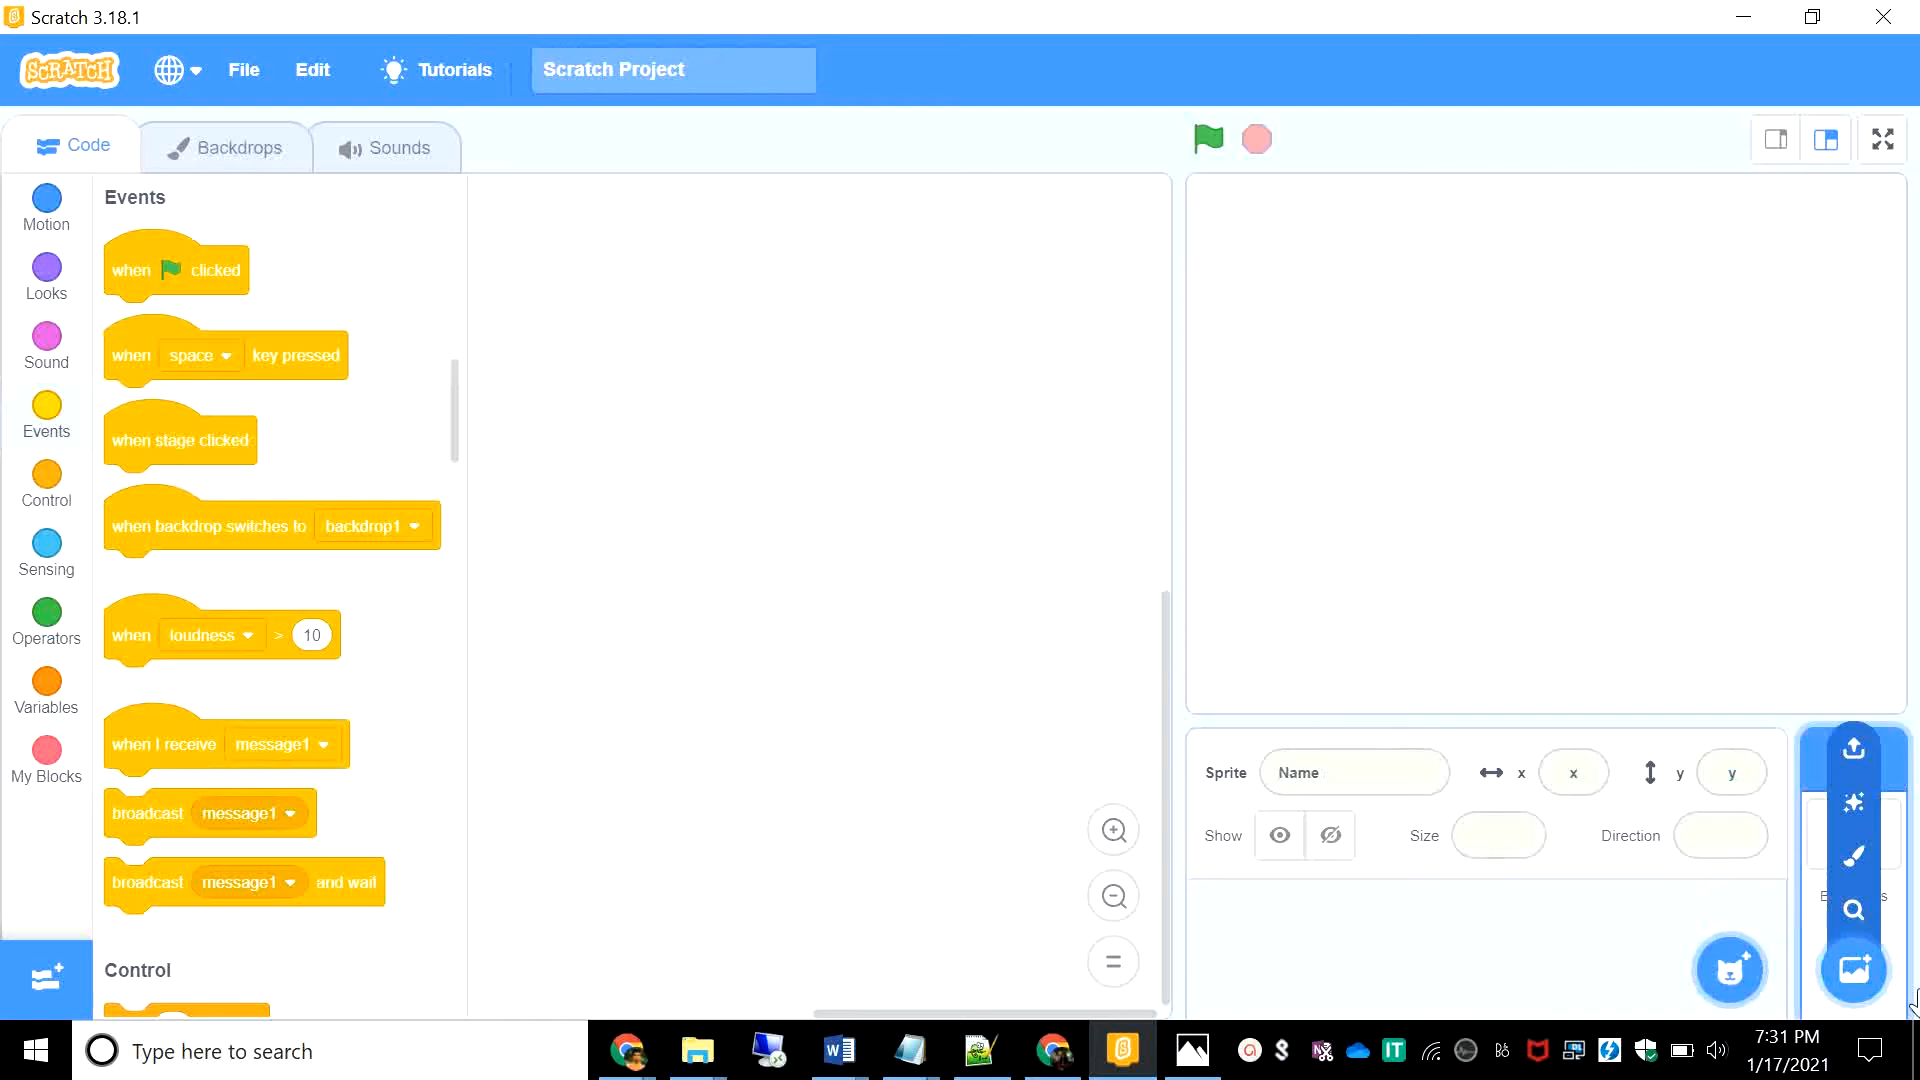 Scratch 3.18.1
SCRATCH
File
Edit
Tutorials
Scratch Project
Code
Backdrops
Sounds
Motion
Looks
Sound
Events
Control
Sensing
Operators
Variables
My Blocks
Events
when clicked
when space key pressed
when stage clicked
when backdrop switches to backdrop1
when loudness > 10
when I receive message1
broadcast message1
broadcast message1 and wait
Control
Sprite Name x x y y
Show Size Direction
Type here to search
7:31 PM
1/17/2021